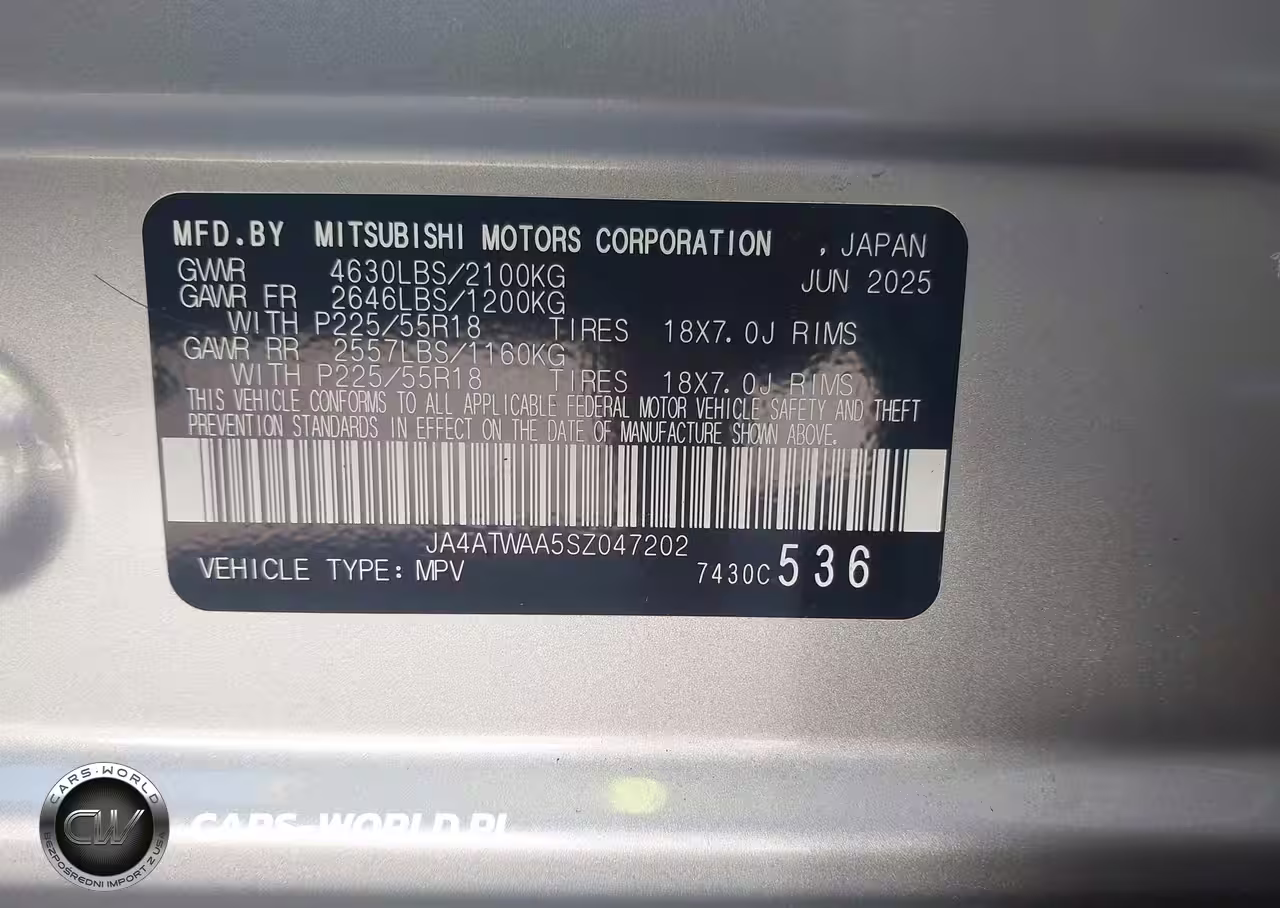 MFD.BY MITSUBISHI MOTORS CORPORATION , JAPAN
GVWR 4630LBS/2100KG JUN 2025
GAWR FR 2646LBS/1200KG
WITH P225/55R18 TIRES 18X7.0J RIMS
GAWR RR 2557LBS/1160KG
WITH P225/55R18 TIRES 18X7.0J RIMS
THIS VEHICLE CONFORMS TO ALL APPLICABLE FEDERAL MOTOR VEHICLE SAFETY AND THEFT
PREVENTION STANDARDS IN EFFECT ON THE DATE OF MANUFACTURE SHOWN ABOVE.
JA4ATWAA5SZ047202
VEHICLE TYPE: MPV 7430C 536
CARS-WORLD
CW
BEZPOŚREDNI IMPORT Z USA
CARS-WORLD.PL